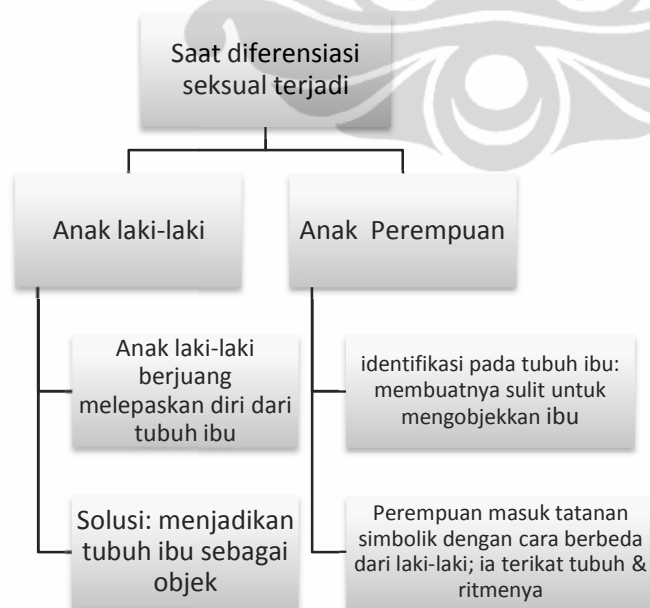 Saat diferensiasi
seksual terjadi
Anak laki-laki
Anak laki-laki
berjuang
melepaskan diri dari
tubuh ibu
Solusi: menjadikan
tubuh ibu sebagai
objek
Anak Perempuan
identifikasi pada tubuh ibu:
membuatnya sulit untuk
mengobjekkan ibu
Perempuan masuk tatanan
simbolik dengan cara berbeda
dari laki-laki; ia terikat tubuh &
ritmenya